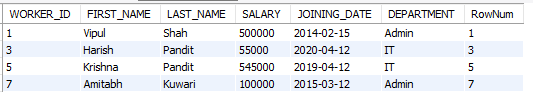 WORKER_ID FIRST_NAME LAST_NAME SALARY JOINING_DATE DEPARTMENT RowNum
1 Vipul Shah 500000 2014-02-15 Admin 1
3 Harish Pandit 55000 2020-04-12 IT 3
5 Krishna Pandit 545000 2019-04-12 IT 5
7 Amitabh Kuwari 100000 2015-03-12 Admin 7